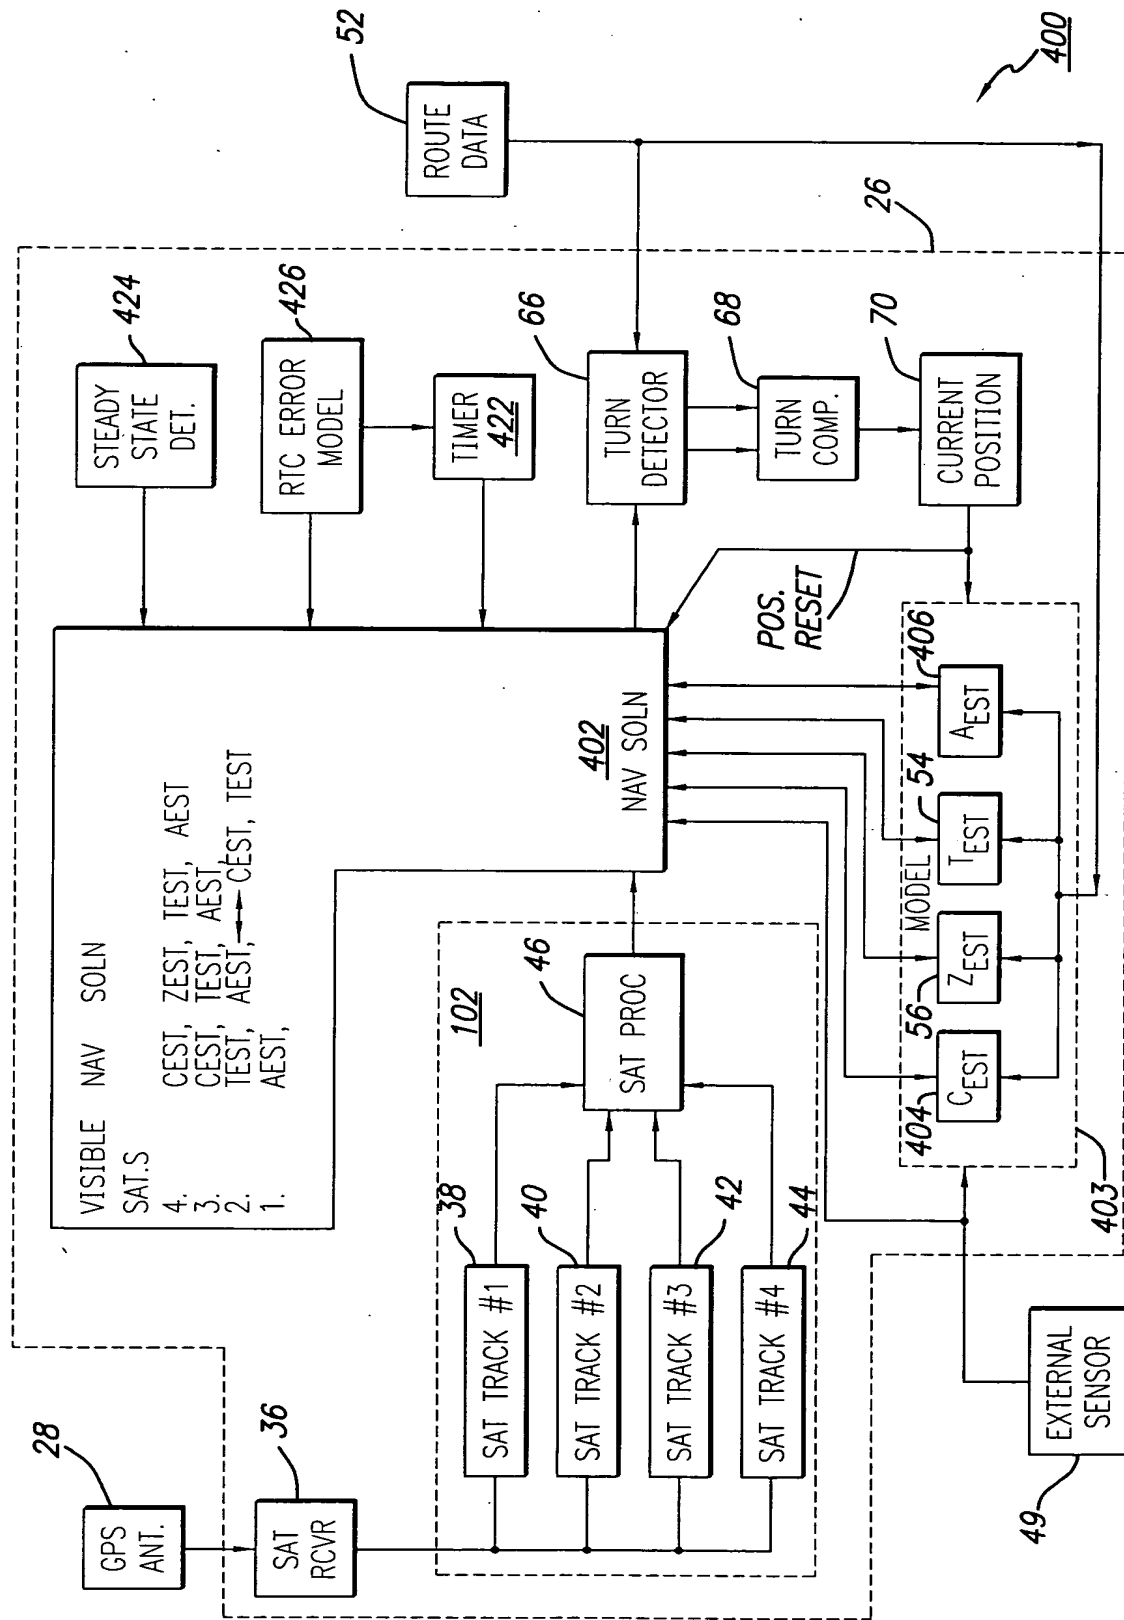 28
GPS
ANT.
36
SAT
RCVR
VISIBLE NAV SOLN
SAT.S
4. CEST, ZEST, TEST, AEST
3. CEST, TEST, AEST,
2. TEST, AEST,
1. AEST, CEST, TEST
402
NAV SOLN
424
STEADY
STATE
DET.
426
RTC ERROR
MODEL
TIMER
422
52
ROUTE
DATA
26
400
66
TURN
DETECTOR
68
TURN
COMP.
70
CURRENT
POSITION
POS.
RESET
102
38
SAT TRACK #1
40
SAT TRACK #2
42
SAT TRACK #3
44
SAT TRACK #4
46
SAT PROC
MODEL
404
CEST
56
ZEST
54
TEST
406
AEST
403
EXTERNAL
SENSOR
49